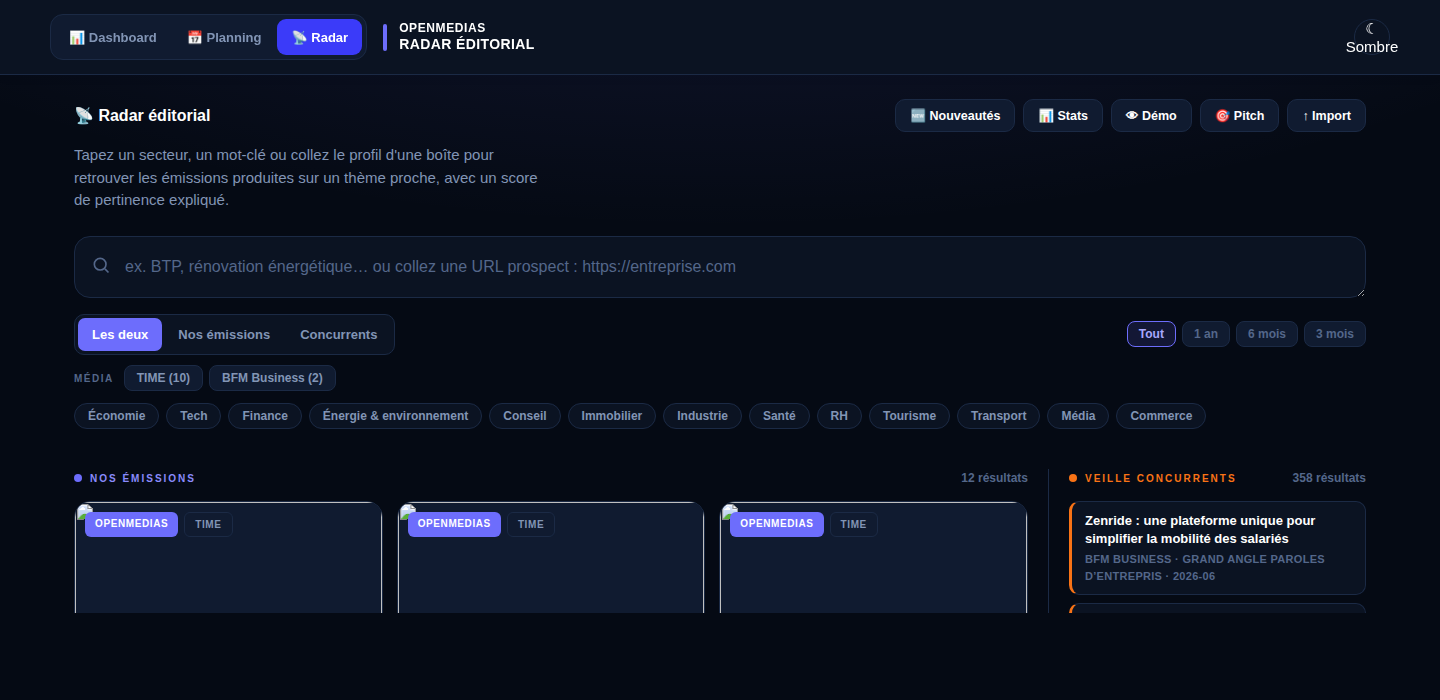 📊 Dashboard
📅 Planning
📡 Radar
OPENMEDIAS
RADAR ÉDITORIAL
☾
Sombre
📡 Radar éditorial
🆕 Nouveautés
📊 Stats
👁 Démo
🎯 Pitch
↑ Import
Tapez un secteur, un mot-clé ou collez le profil d'une boîte pour
retrouver les émissions produites sur un thème proche, avec un score
de pertinence expliqué.
ex. BTP, rénovation énergétique… ou collez une URL prospect : https://entreprise.com
Les deux
Nos émissions
Concurrents
Tout
1 an
6 mois
3 mois
MÉDIA
TIME (10)
BFM Business (2)
Économie
Tech
Finance
Énergie & environnement
Conseil
Immobilier
Industrie
Santé
RH
Tourisme
Transport
Média
Commerce
NOS ÉMISSIONS
12 résultats
OPENMEDIAS
TIME
OPENMEDIAS
TIME
OPENMEDIAS
TIME
VEILLE CONCURRENTS
358 résultats
Zenride : une plateforme unique pour
simplifier la mobilité des salariés
BFM BUSINESS · GRAND ANGLE PAROLES
D'ENTREPRIS · 2026-06